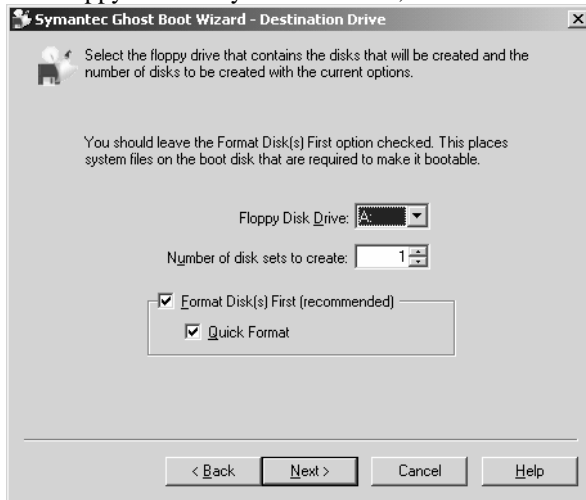 Symantec Ghost Boot Wizard - Destination Drive
Select the floppy drive that contains the disks that will be created and the
number of disks to be created with the current options.
You should leave the Format Disk(s) First option checked. This places
system files on the boot disk that are required to make it bootable.
Floppy Disk Drive: A:
Number of disk sets to create: 1
Format Disk(s) First (recommended)
Quick Format
< Back Next > Cancel Help